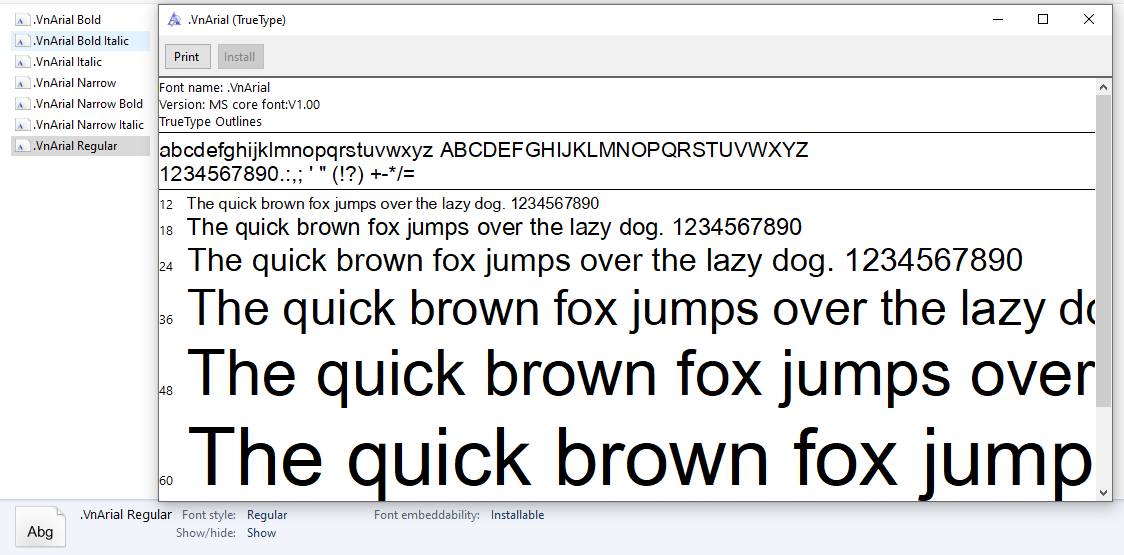 .VnArial Bold
.VnArial Bold Italic
.VnArial Italic
.VnArial Narrow
.VnArial Narrow Bold
.VnArial Narrow Italic
.VnArial Regular
.VnArial (TrueType)
Print
Install
Font name: .VnArial
Version: MS core font:V1.00
TrueType Outlines
abcdefghijklmnopqrstuvwxyz ABCDEFGHIJKLMNOPQRSTUVWXYZ
1234567890.:,; ' " (!?) +-*/=
12 The quick brown fox jumps over the lazy dog. 1234567890
18 The quick brown fox jumps over the lazy dog. 1234567890
24 The quick brown fox jumps over the lazy dog. 1234567890
36 The quick brown fox jumps over the lazy do
48 The quick brown fox jumps over
60 The quick brown fox jump
Abg
.VnArial Regular
Font style: Regular
Show/hide: Show
Font embeddability: Installable